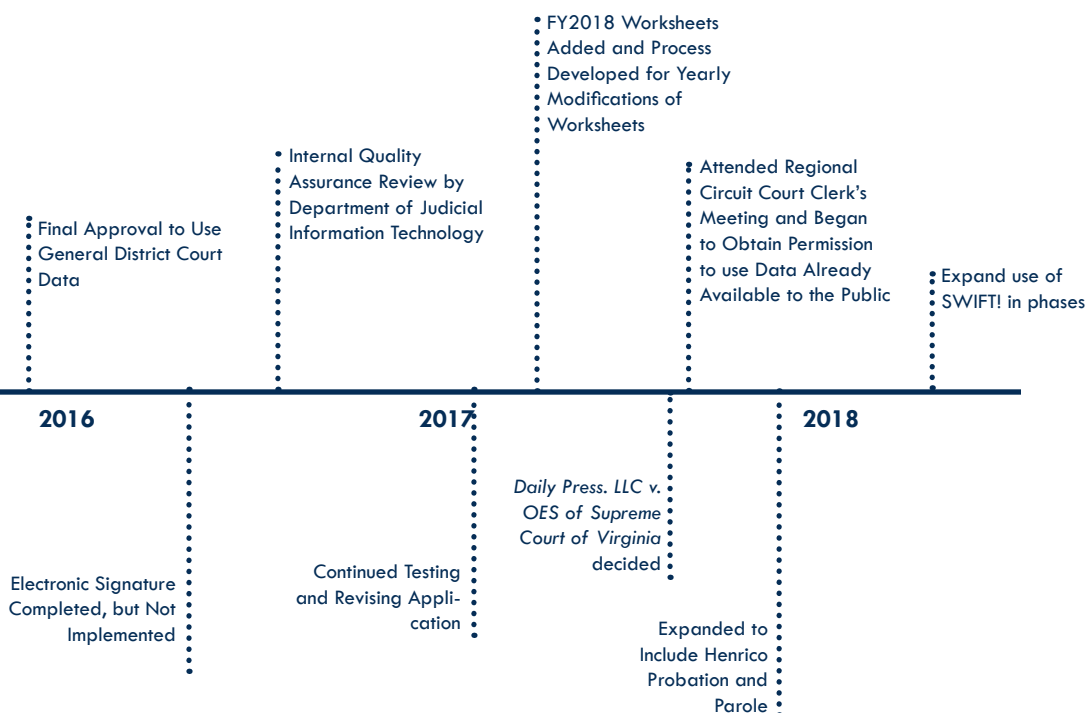 FY2018 Worksheets
Added and Process
Developed for Yearly
Modifications of
Worksheets
Internal Quality
Assurance Review by
Department of Judicial
Information Technology
Attended Regional
Circuit Court Clerk's
Meeting and Began
to Obtain Permission
to use Data Already
Available to the Public
Final Approval to Use
General District Court
Data
Expand use of
SWIFT! in phases
2016
2017
2018
Daily Press. LLC v.
OES of Supreme
Court of Virginia
decided
Electronic Signature
Completed, but Not
Implemented
Continued Testing
and Revising Appli-
cation
Expanded to
Include Henrico
Probation and
Parole